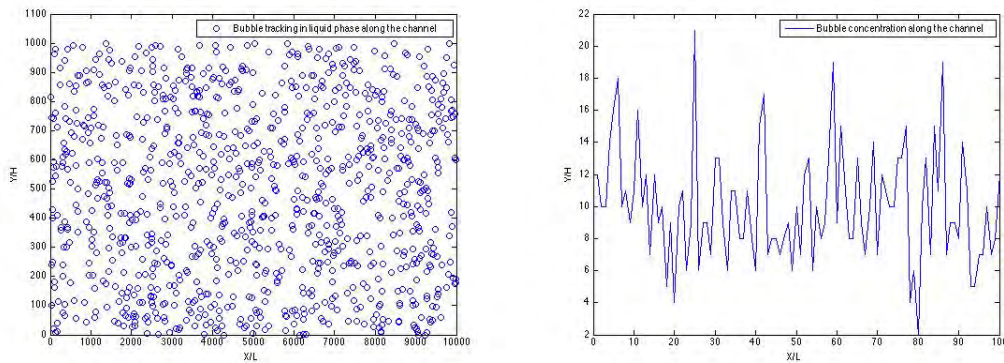 Bubble tracking in liquid phase along the channel
1100
1000
900
800
700
600
500
400
300
200
100
0
Y/H
0 1000 2000 3000 4000 5000 6000 7000 8000 9000 10000
X/L
Bubble concentration along the channel
22
20
18
16
14
12
10
8
6
4
2
Y/H
0 10 20 30 40 50 60 70 80 90 100
X/L